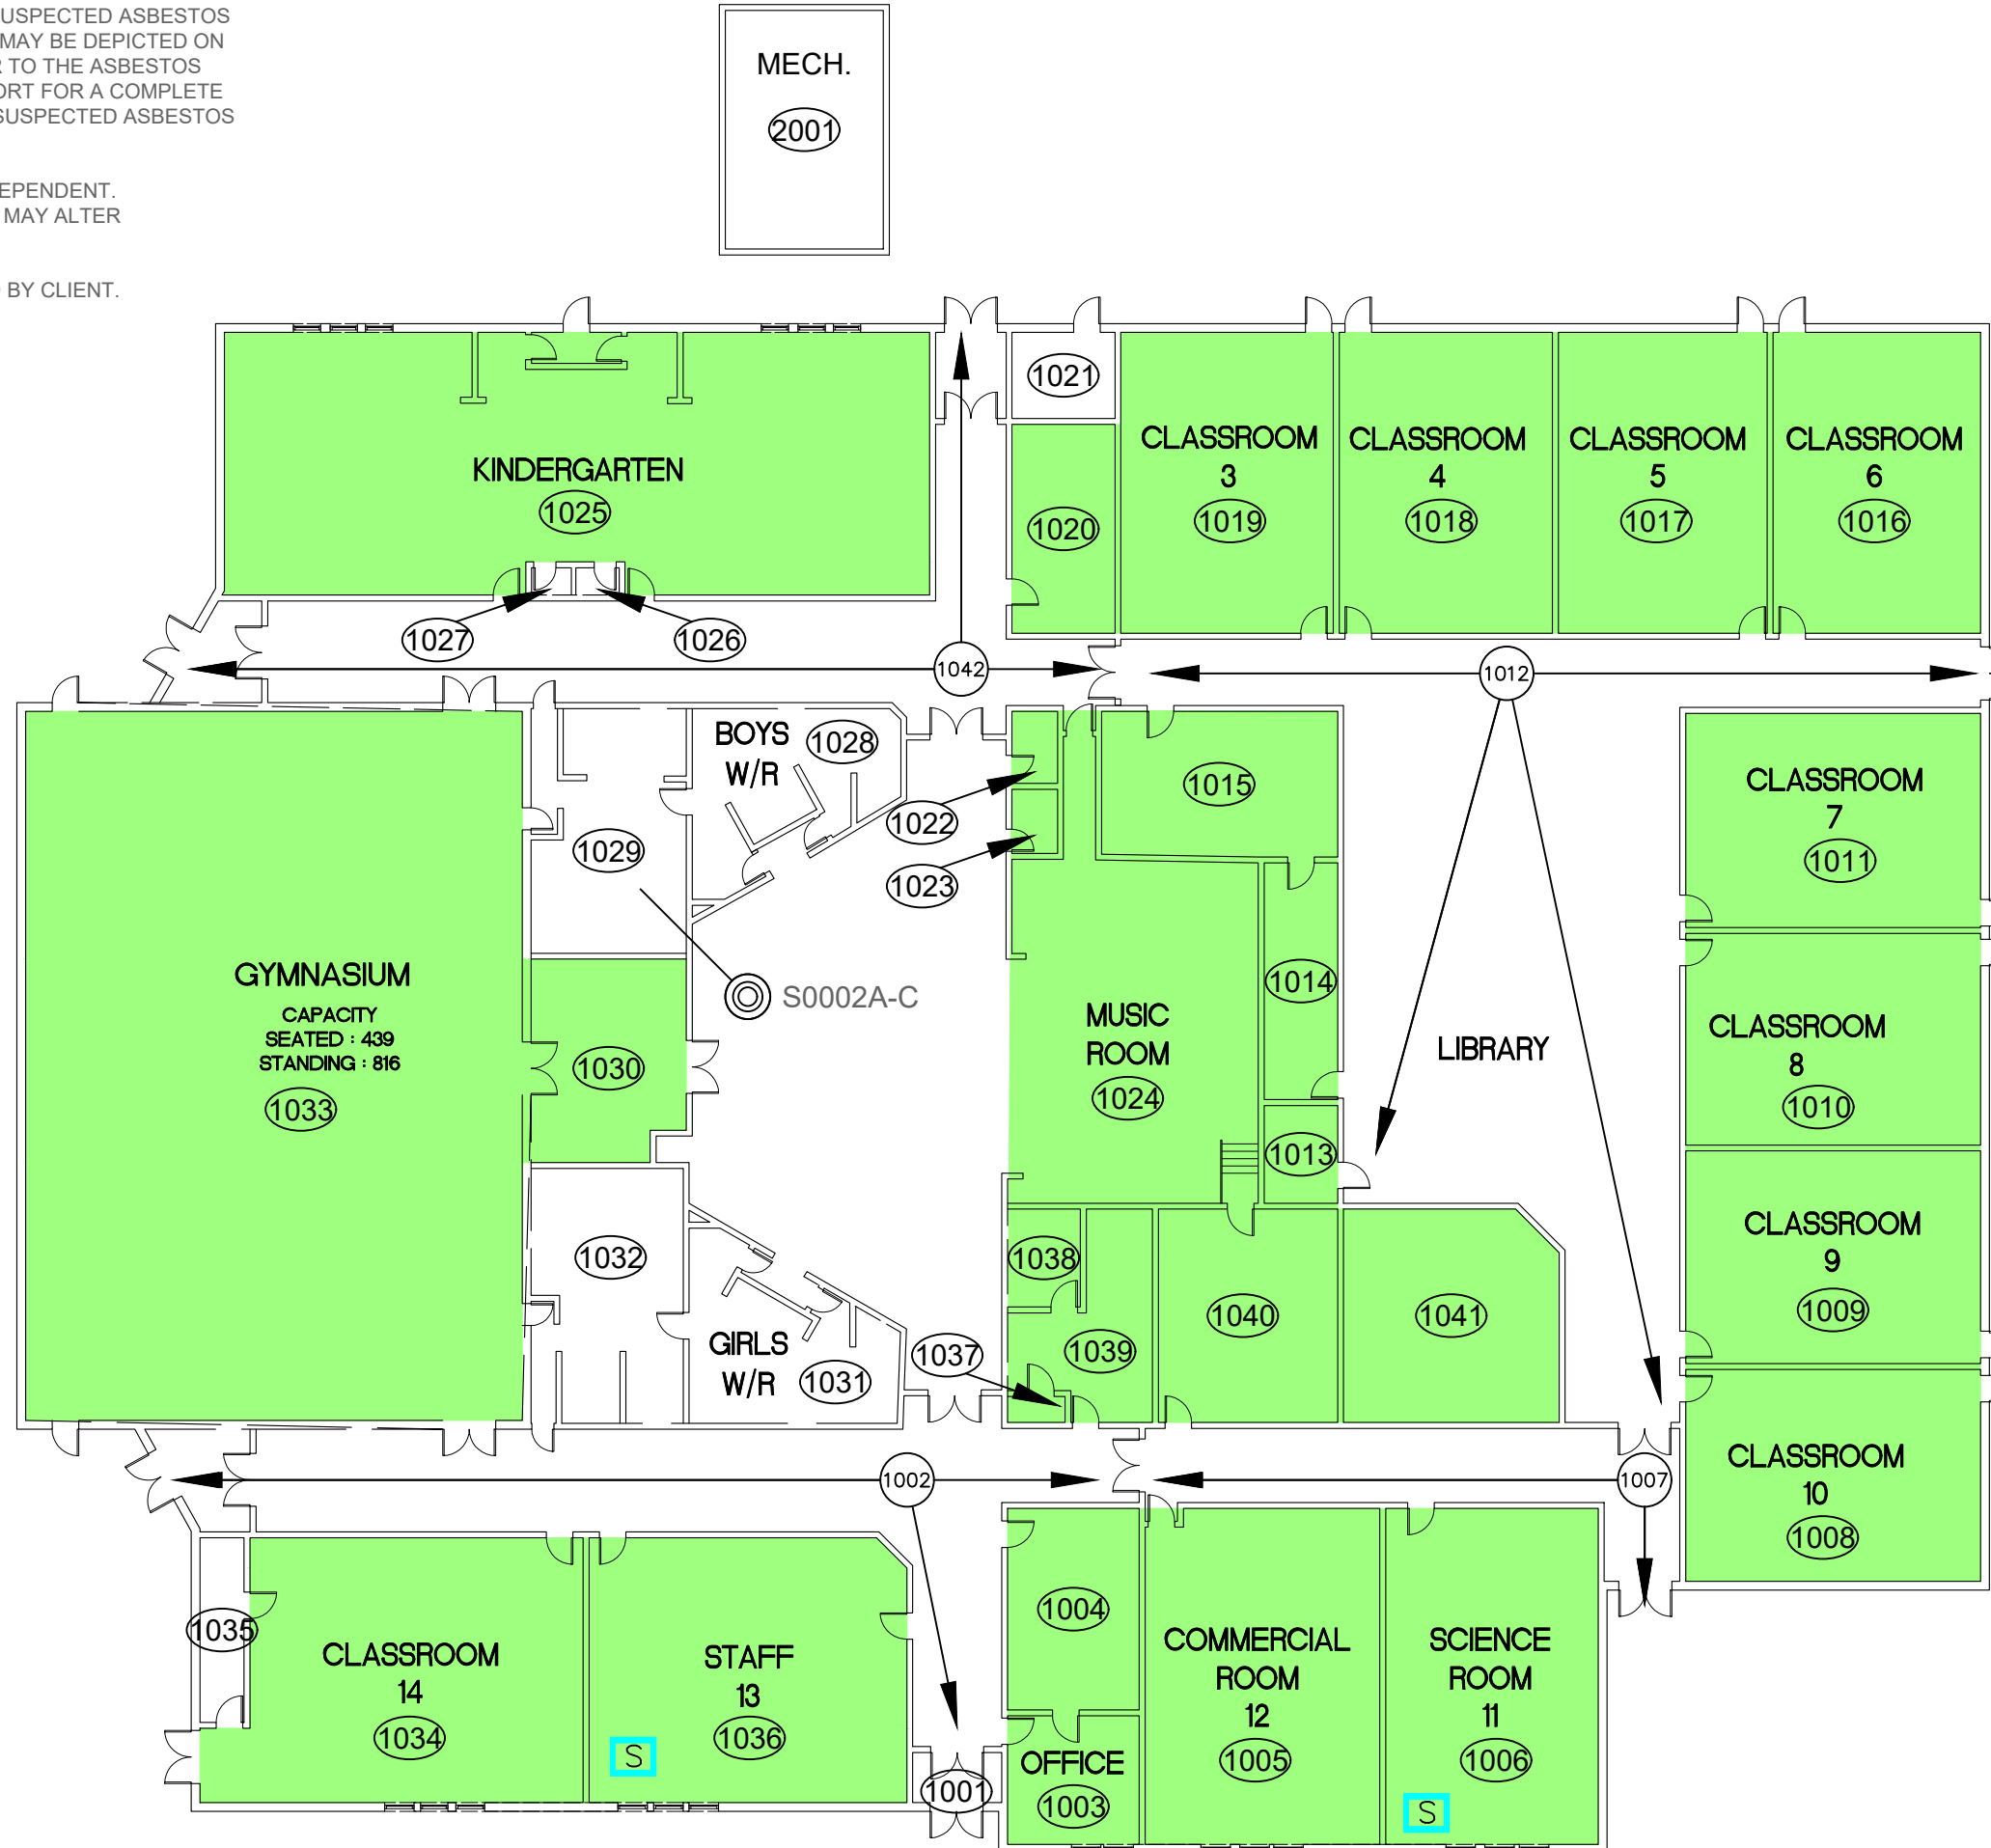 USPECTED ASBESTOS
MAY BE DEPICTED ON
R TO THE ASBESTOS
ORT FOR A COMPLETE
SUSPECTED ASBESTOS
EPENDENT.
MAY ALTER
BY CLIENT.
MECH.
2001
KINDERGARTEN
1025
1027
1026
1042
1021
1020
CLASSROOM
3
1019
CLASSROOM
4
1018
CLASSROOM
5
1017
CLASSROOM
6
1016
1012
GYMNASIUM
CAPACITY
SEATED : 439
STANDING : 816
1033
BOYS
W/R
1028
1029
1022
1023
S0002A-C
1030
1032
GIRLS
W/R
1031
1037
1015
1014
1013
MUSIC
ROOM
1024
LIBRARY
1038
1039
1040
1041
CLASSROOM
7
1011
CLASSROOM
8
1010
CLASSROOM
9
1009
CLASSROOM
10
1008
1002
1007
1035
CLASSROOM
14
1034
STAFF
13
1036
S
1001
1004
OFFICE
1003
COMMERCIAL
ROOM
12
1005
SCIENCE
ROOM
11
1006
S